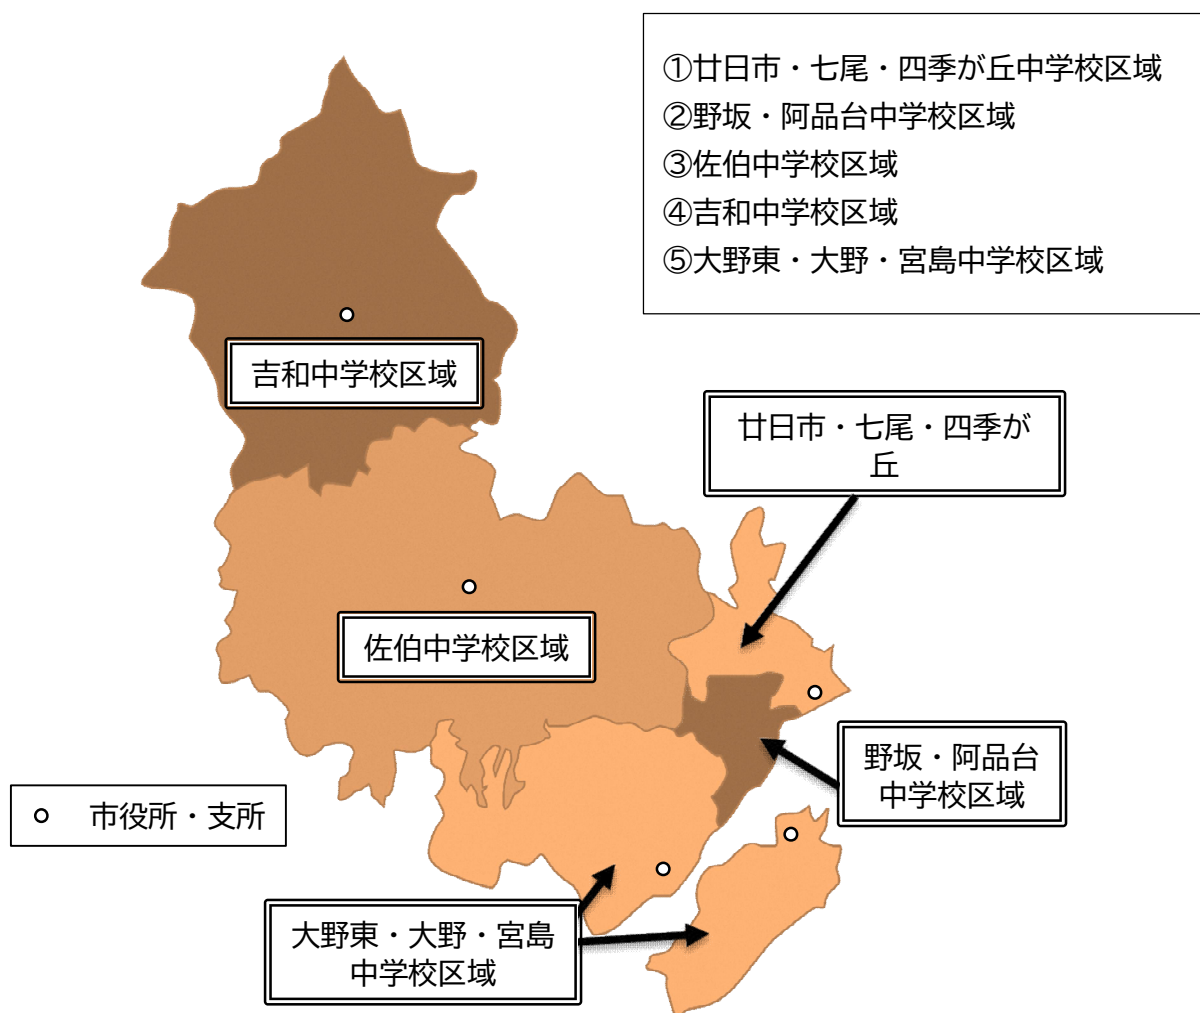 ①廿日市・七尾・四季が丘中学校区域
②野坂・阿品台中学校区域
③佐伯中学校区域
④吉和中学校区域
⑤大野東・大野・宮島中学校区域
吉和中学校区域
廿日市・七尾・四季が
丘
佐伯中学校区域
野坂・阿品台
中学校区域
市役所・支所
大野東・大野・宮島
中学校区域